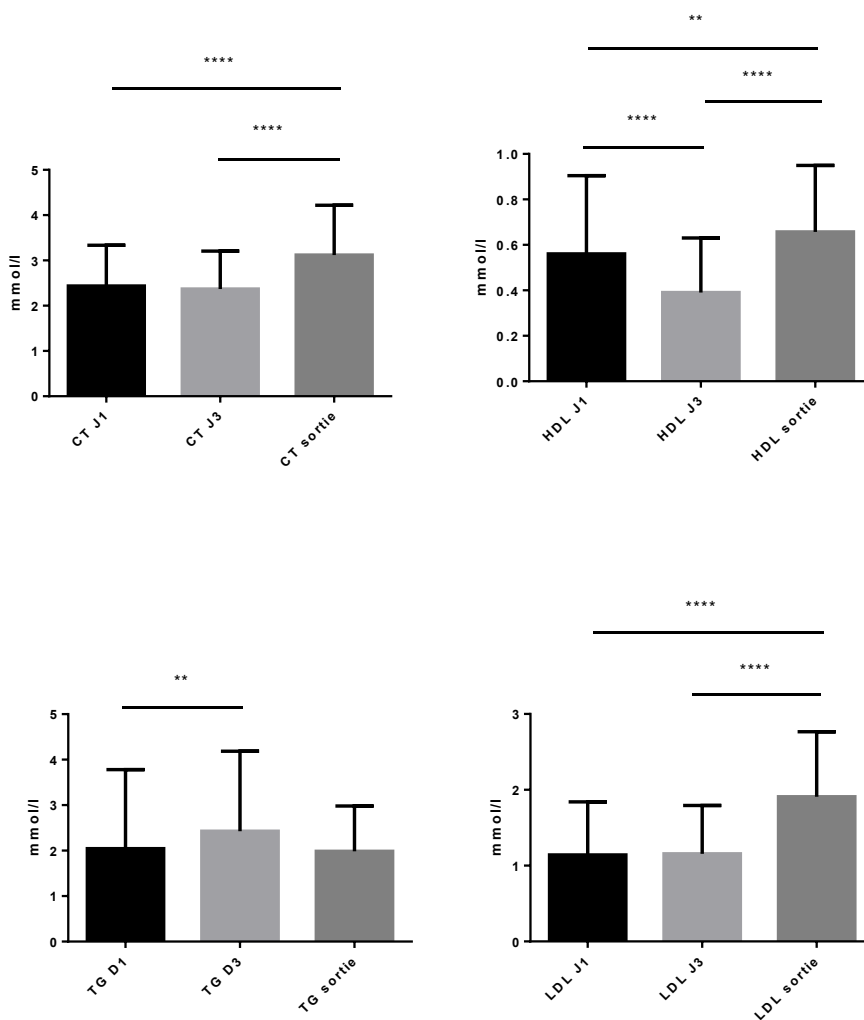 ****
****
5
4
3
2
1
0
mmol/l
CT J1
CT J3
CT sortie
**
****
****
1.0
0.8
0.6
0.4
0.2
0.0
mmol/l
HDL J1
HDL J3
HDL sortie
**
5
4
3
2
1
0
mmol/l
TG D1
TG D3
TG sortie
****
****
3
2
1
0
mmol/l
LDL J1
LDL J3
LDL sortie